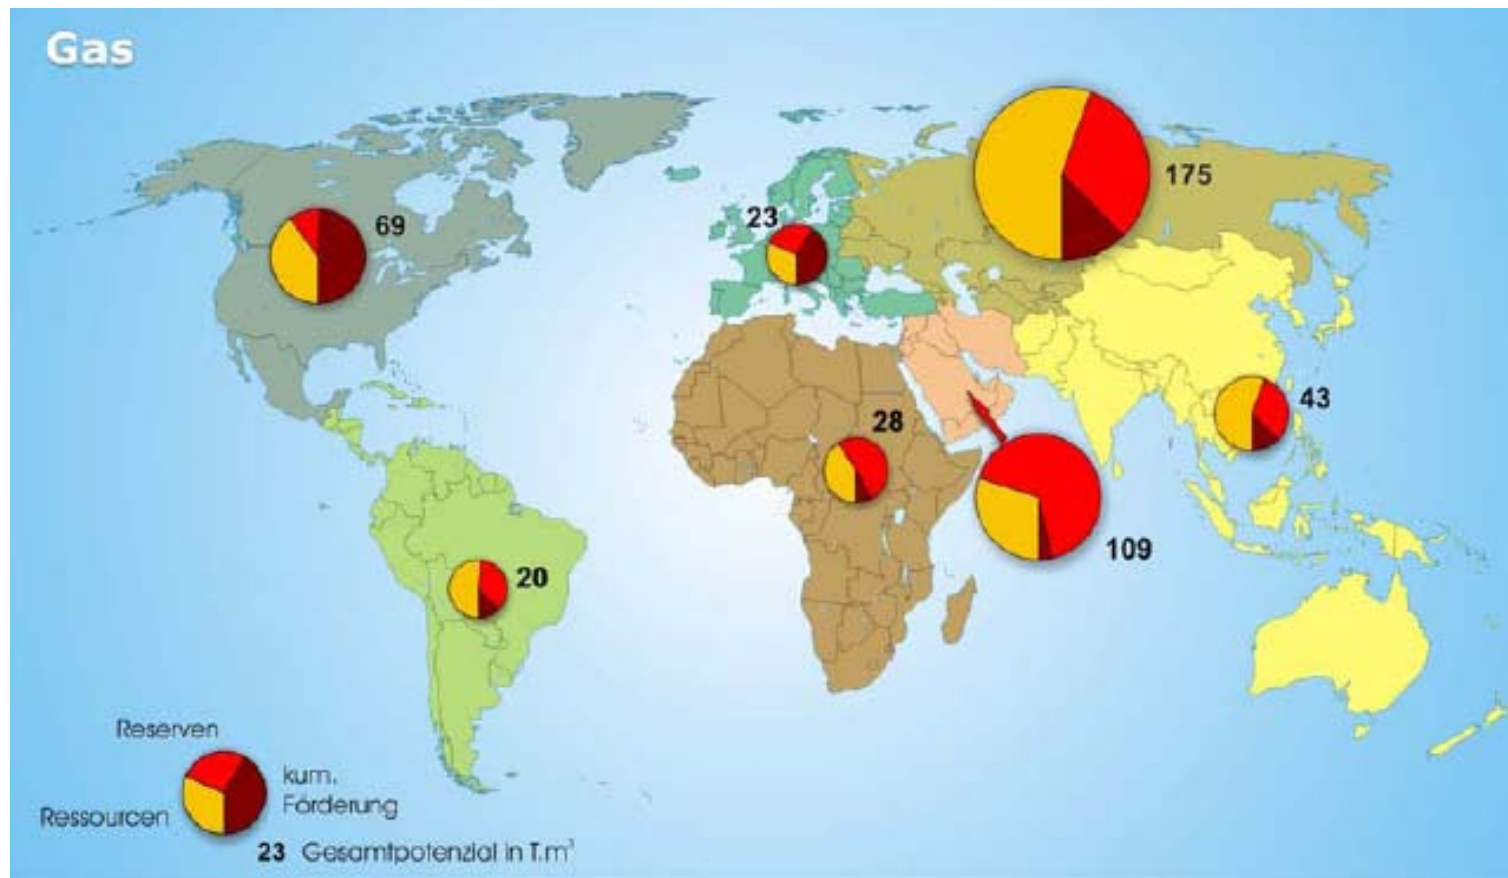 Gas
175
69
23
43
28
109
20
Reserven
kum.
Förderung
Ressourcen
23 Gesamtpotenzial in T.m³